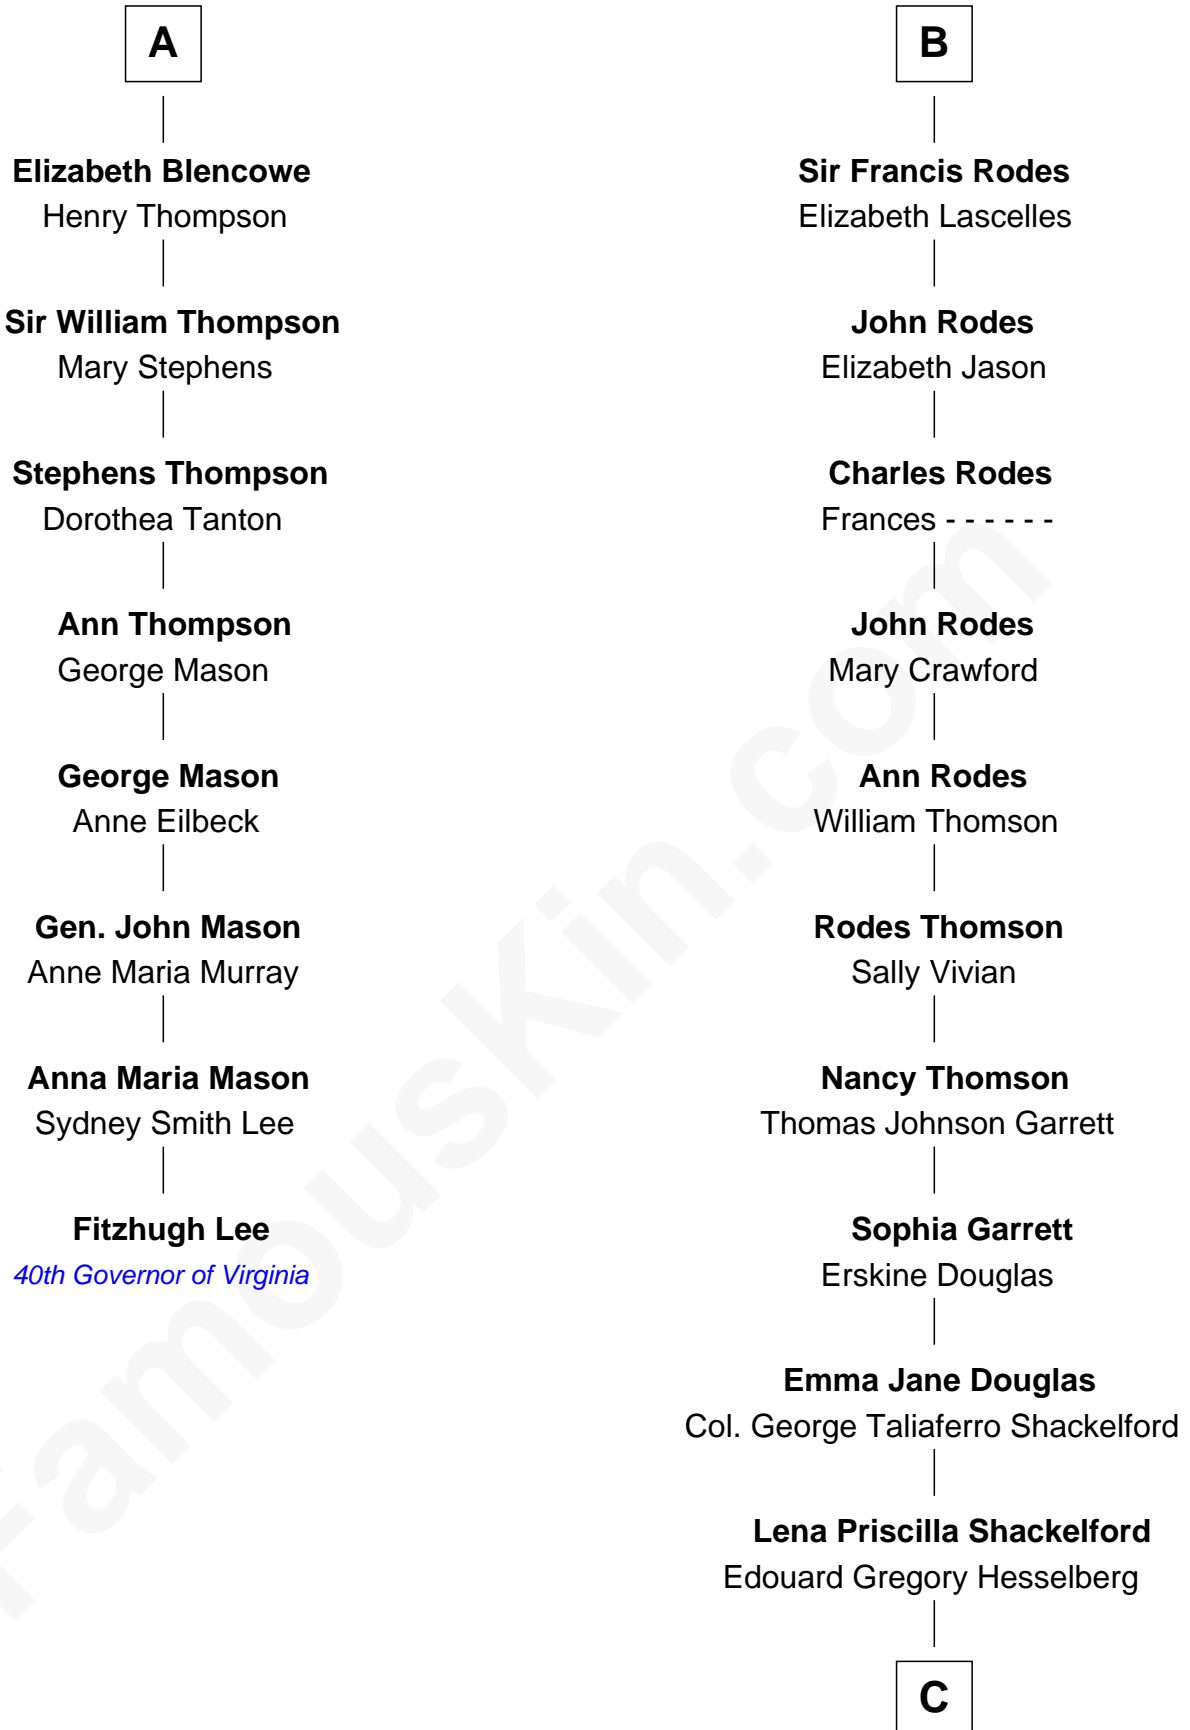 A
Elizabeth Blencowe
Henry Thompson
Sir William Thompson
Mary Stephens
Stephens Thompson
Dorothea Tanton
Ann Thompson
George Mason
George Mason
Anne Eilbeck
Gen. John Mason
Anne Maria Murray
Anna Maria Mason
Sydney Smith Lee
Fitzhugh Lee
40th Governor of Virginia
B
Sir Francis Rodes
Elizabeth Lascelles
John Rodes
Elizabeth Jason
Charles Rodes
Frances - - - - - -
John Rodes
Mary Crawford
Ann Rodes
William Thomson
Rodes Thomson
Sally Vivian
Nancy Thomson
Thomas Johnson Garrett
Sophia Garrett
Erskine Douglas
Emma Jane Douglas
Col. George Taliaferro Shackelford
Lena Priscilla Shackelford
Edouard Gregory Hesselberg
C
FamousKin.com